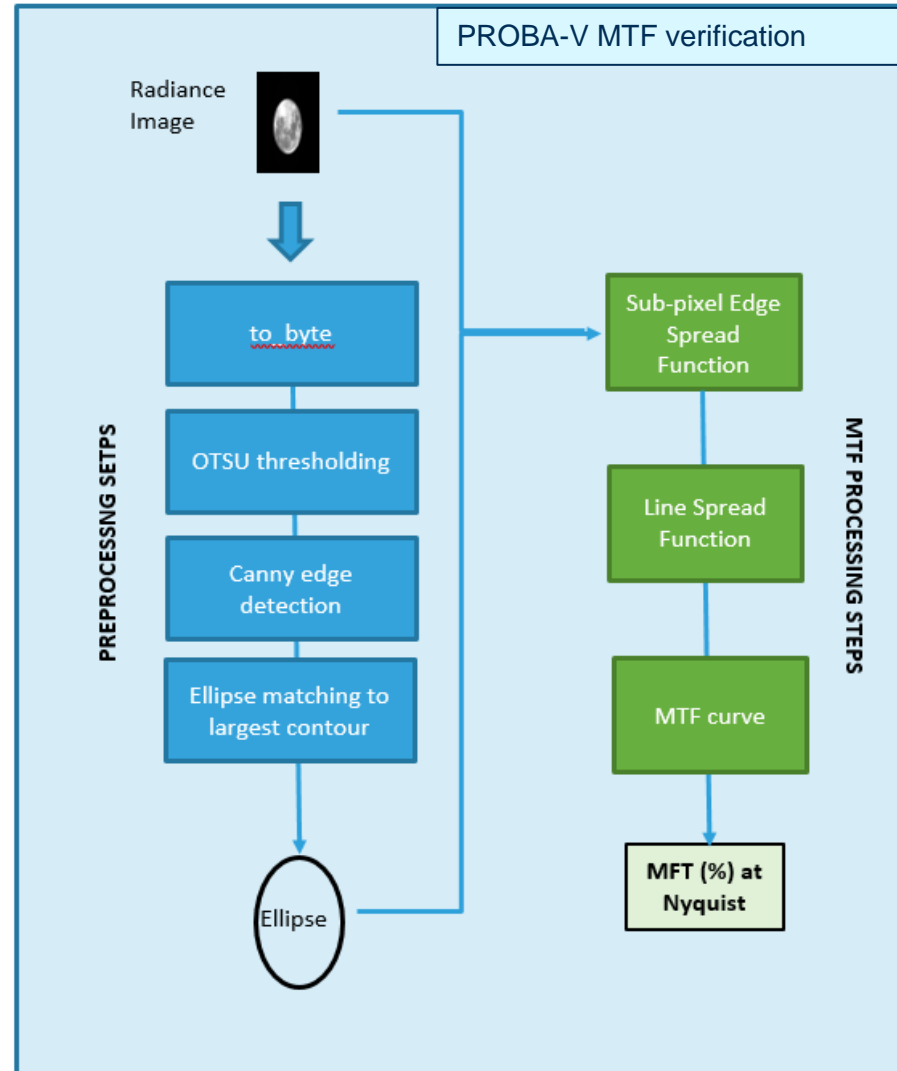 PROBA-V MTF verification
Radiance
Image
to_byte
OTSU thresholding
Canny edge
detection
Ellipse matching to
largest contour
Ellipse
PREPROCESSNG SETPS
Sub-pixel Edge
Spread
Function
Line Spread
Function
MTF curve
MFT (%) at
Nyquist
MTF PROCESSING STEPS